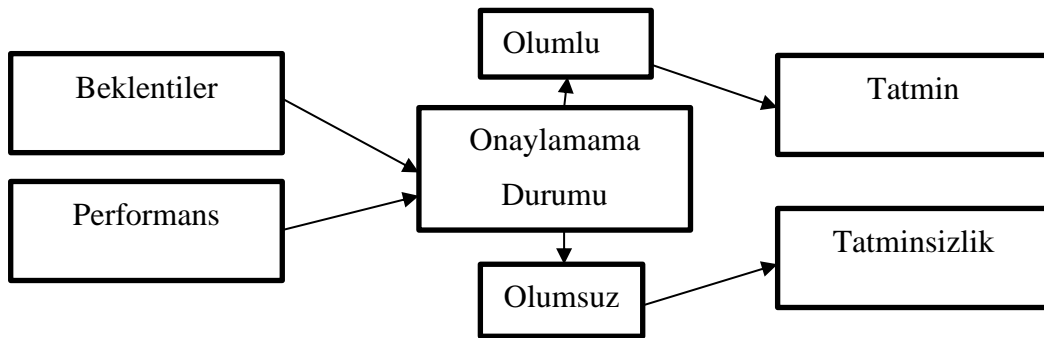 Olumlu
Beklentiler
Tatmin
Onaylamama
Durumu
Performans
Tatminsizlik
Olumsuz